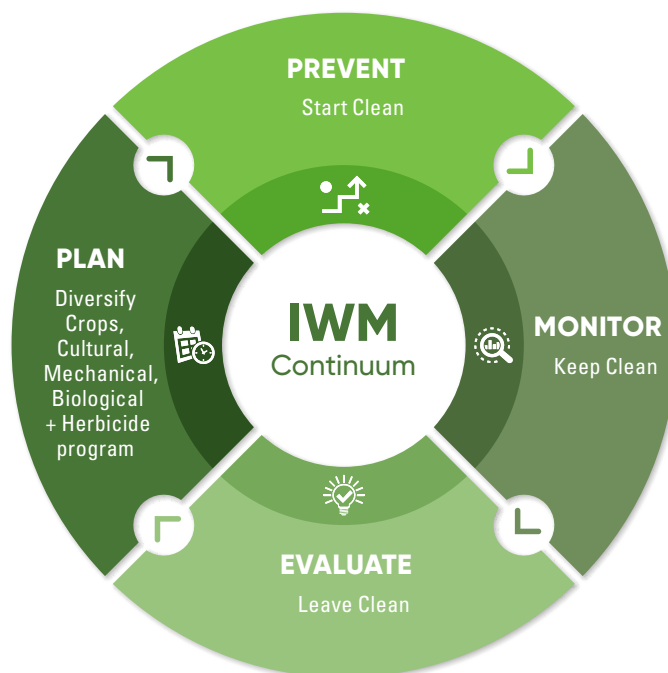 PREVENT
Start Clean
PLAN
Diversify
Crops,
Cultural,
Mechanical,
Biological
+ Herbicide
program
IWM
Continuum
MONITOR
Keep Clean
EVALUATE
Leave Clean